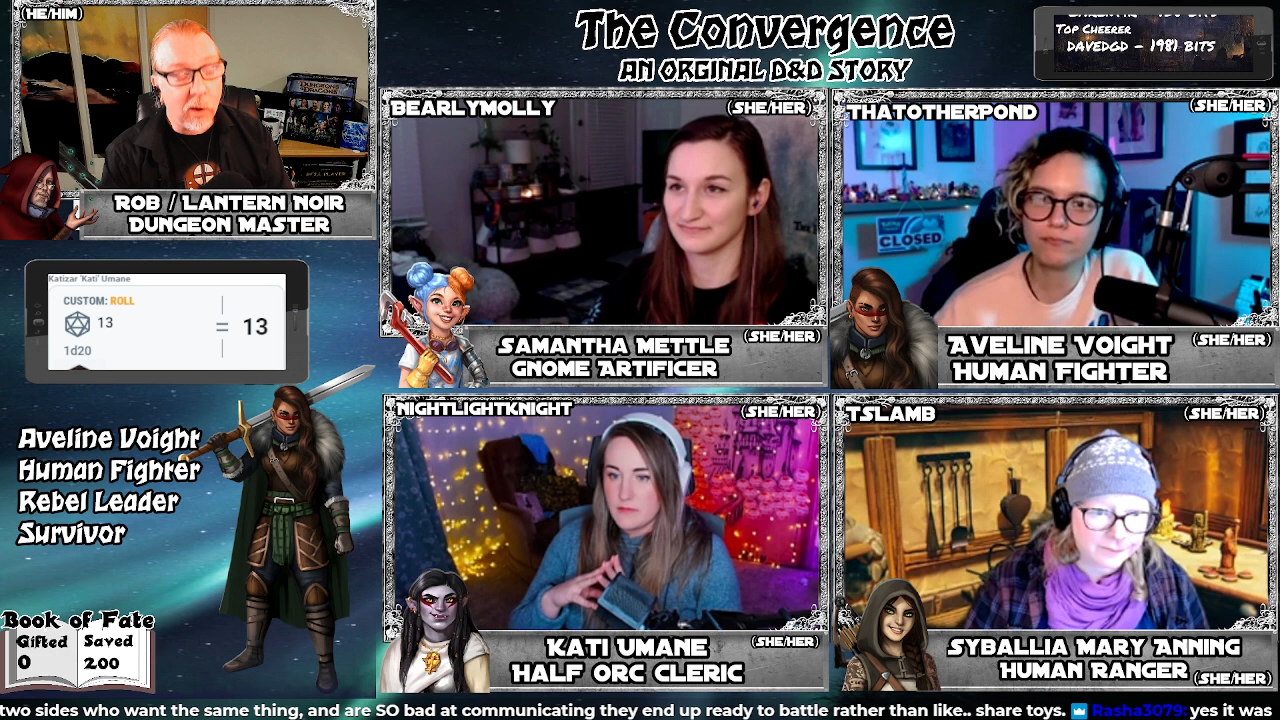 (HE/HIM)
The Convergence
AN ORGINAL D&D STORY
TOP CHEERER
DAVEDGD - 1981 BITS
ROB / LANTERN NOIR
DUNGEON MASTER
BEARLYMOLLY
(SHE/HER)
SAMANTHA METTLE
(SHE/HER)
GNOME ARTIFICER
THATOTHERPOND
(SHE/HER)
CLOSED
AVELINE VOIGHT
(SHE/HER)
HUMAN FIGHTER
Katizar 'Kati' Umane
CUSTOM: ROLL
13
= 13
1d20
Aveline Voight
Human Fighter
Rebel Leader
Survivor
Book of Fate
Gifted
0
Saved
200
NIGHTLIGHTKNIGHT
(SHE/HER)
KATI UMANE
(SHE/HER)
HALF ORC CLERIC
TSLAMB
(SHE/HER)
SYBALLIA MARY ANNING
HUMAN RANGER
(SHE/HER)
two sides who want the same thing, and are SO bad at communicating they end up ready to battle rather than like.. share toys. Rasha3079: yes it was